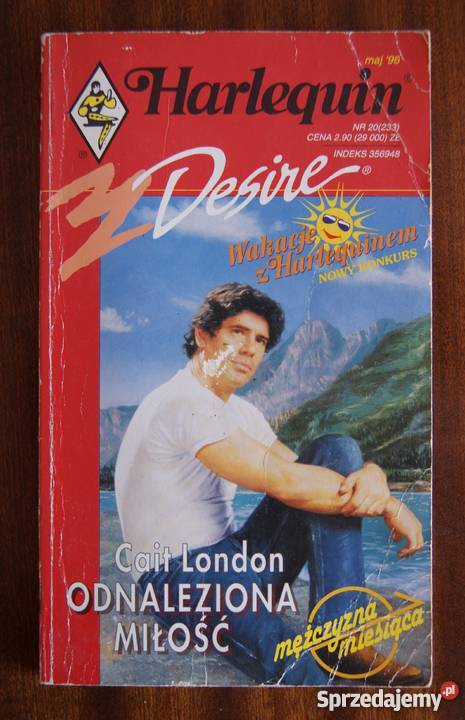 maj '96
Harlequin®
NR 20(233)
CENA 2.90 (29 000) ZŁ
INDEKS 356948
®
Desire®
Wakacje
z Harlequinem
NOWY KONKURS
Cait London
ODNALEZIONA
MIŁOŚĆ
mężczyzna
miesiąca
Sprzedajemy.pl